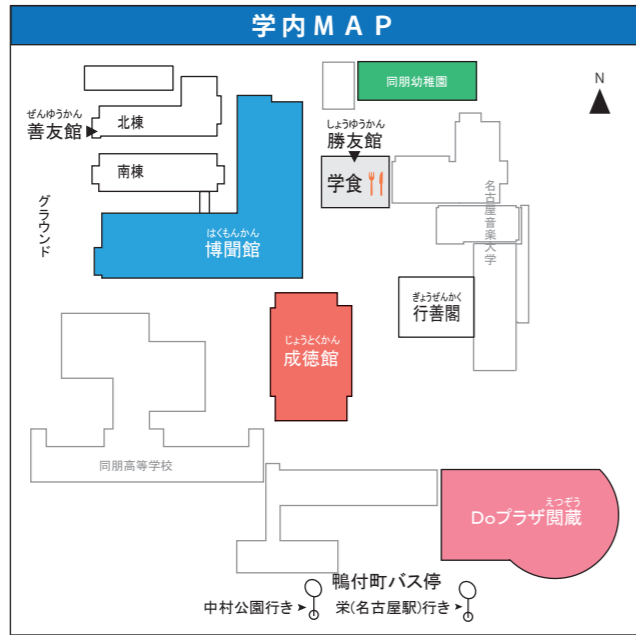 学内MAP
同朋幼稚園
N
ぜんゆうかん
善友館
北棟
しょうゆうかん
勝友館
南棟
学食
グラウンド
名古屋音楽大学
はくもんかん
博聞館
ぎょうぜんかく
行善閣
じょうとくかん
成徳館
同朋高等学校
えつぞう
Doプラザ閲蔵
鴨付町バス停
中村公園行き
栄(名古屋駅)行き